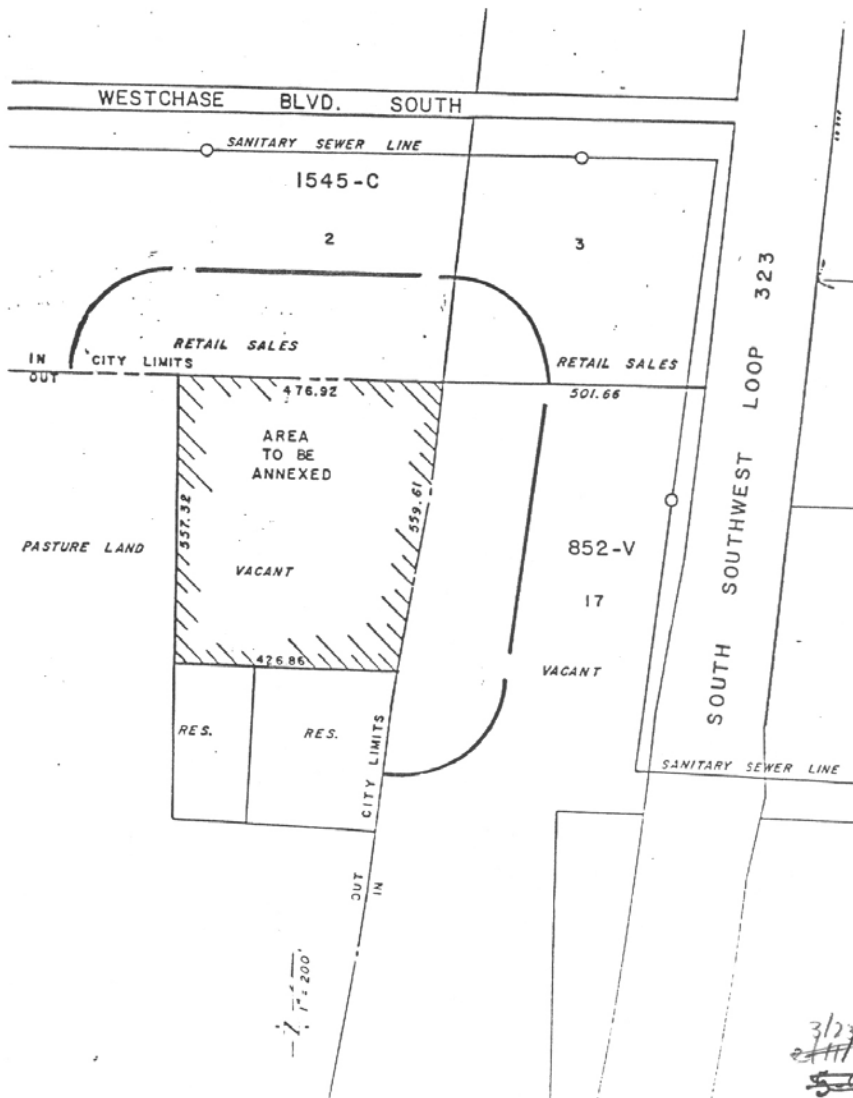 WESTCHASE BLVD. SOUTH
SANITARY SEWER LINE
1545-C
2
3
SOUTH SOUTHWEST LOOP 323
RETAIL SALES
RETAIL SALES
IN CITY LIMITS
OUT
476.92
501.66
AREA
TO BE
ANNEXED
557.32
559.61
PASTURE LAND
VACANT
852-V
17
426.86
VACANT
RES.
RES.
CITY LIMITS
SANITARY SEWER LINE
OUT
IN
1"=200'
3/23